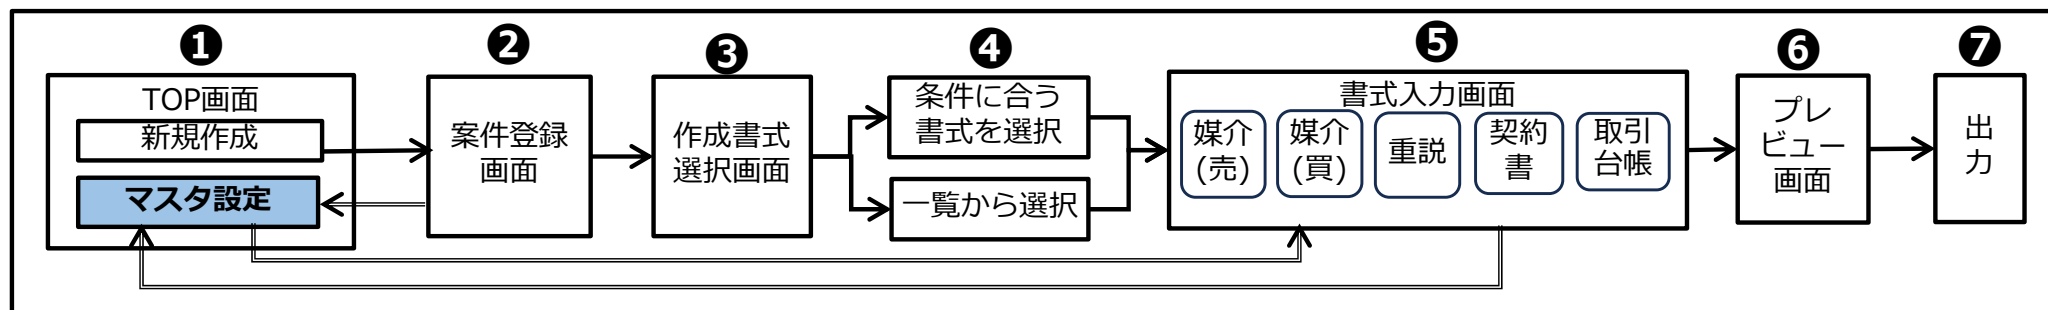 ❶
TOP画面
新規作成
マスタ設定
❷
案件登録
画面
❸
作成書式
選択画面
❹
条件に合う
書式を選択
一覧から選択
❺
書式入力画面
媒介
(売)
媒介
(買)
重説
契約
書
取引
台帳
❻
プレ
ビュー
画面
❼
出
力